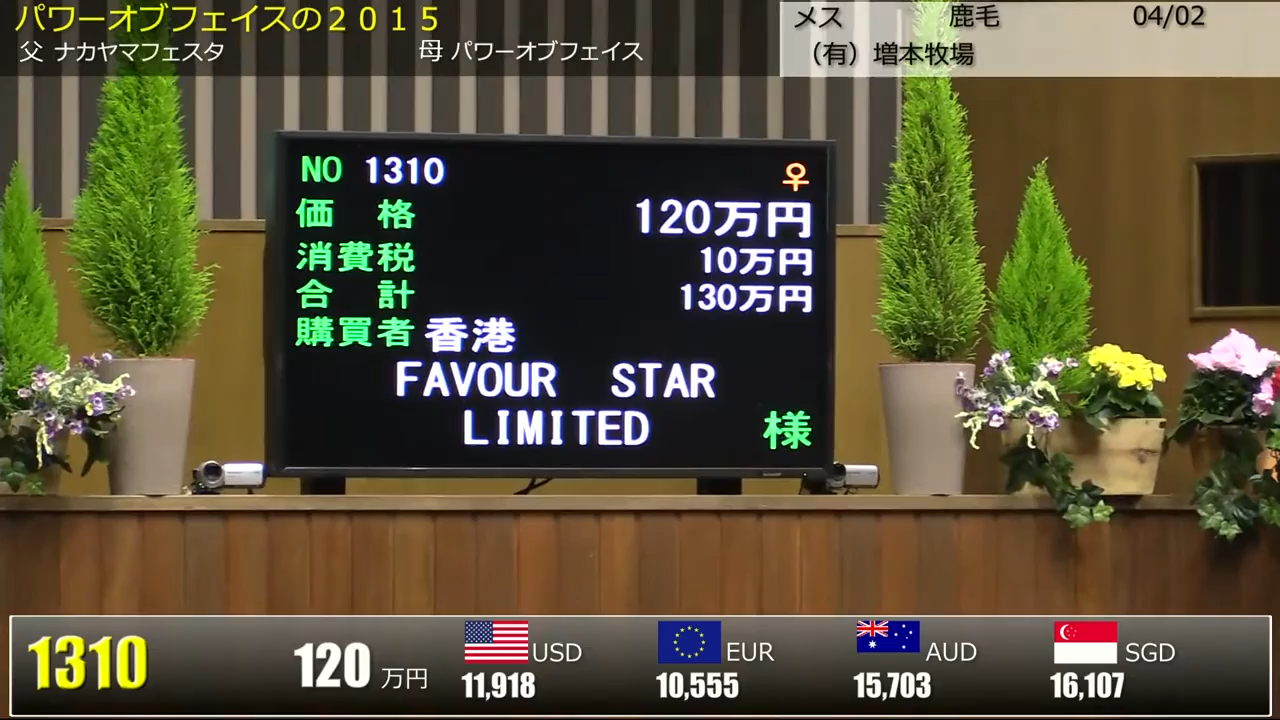 パワーオブフェイスの２０１５
父 ナカヤマフェスタ 母 パワーオブフェイス
メス 鹿毛 04/02
（有）増本牧場
NO 1310 ♀
価 格 120万円
消費税 10万円
合 計 130万円
購買者 香港
FAVOUR STAR
LIMITED 様
1310 120 万円 USD 11,918 EUR 10,555 AUD 15,703 SGD 16,107